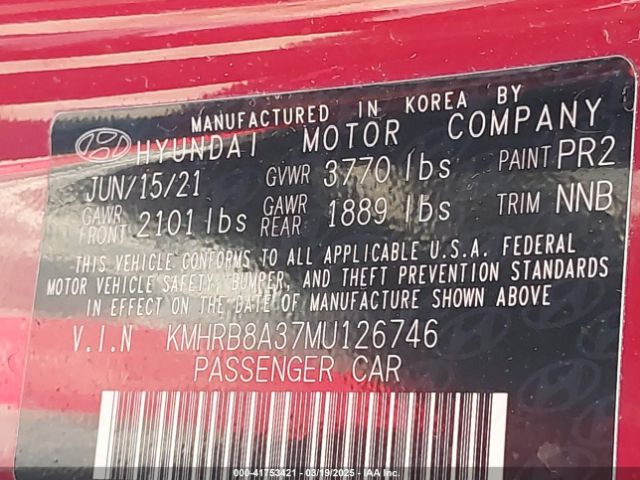 MANUFACTURED IN KOREA BY
HYUNDAI MOTOR COMPANY
JUN/15/21 GVWR 3770 lbs PAINT PR2
GAWR FRONT 2101 lbs GAWR REAR 1889 lbs TRIM NNB
THIS VEHICLE CONFORMS TO ALL APPLICABLE U.S.A. FEDERAL
MOTOR VEHICLE SAFETY, BUMPER, AND THEFT PREVENTION STANDARDS
IN EFFECT ON THE DATE OF MANUFACTURE SHOWN ABOVE
V.I.N KMHRB8A37MU126746
PASSENGER CAR
000-41753421 - 03/19/2025 - IAA Inc.